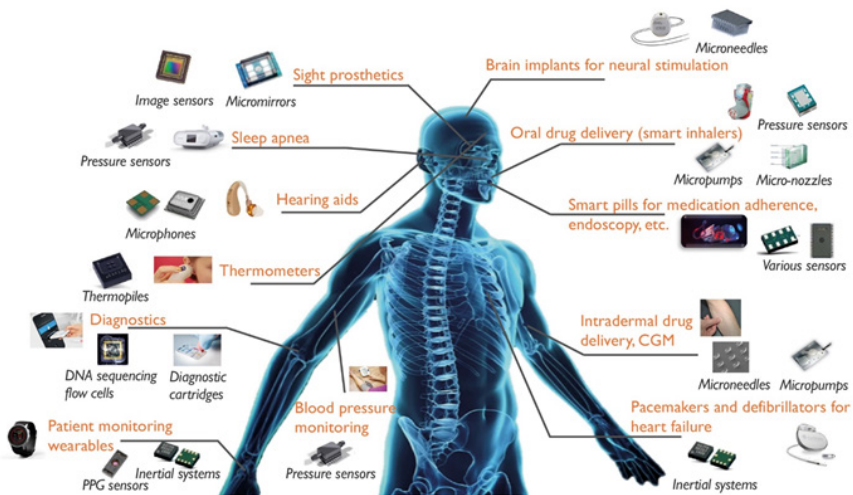 Microneedles
Brain implants for neural stimulation
Sight prosthetics
Image sensors
Micromirrors
Oral drug delivery (smart inhalers)
Pressure sensors
Sleep apnea
Pressure sensors
Micropumps
Micro-nozzles
Hearing aids
Microphones
Smart pills for medication adherence,
endoscopy, etc.
Various sensors
Thermometers
Thermopiles
Diagnostics
DNA sequencing
flow cells
Diagnostic
cartridges
Intradermal drug
delivery, CGM
Microneedles
Micropumps
Blood pressure
monitoring
Pressure sensors
Pacemakers and defibrillators for
heart failure
Inertial systems
Patient monitoring
wearables
PPG sensors
Inertial systems